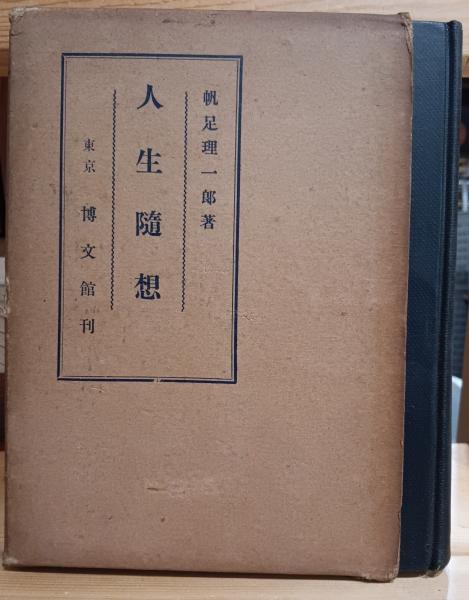 帆足理一郎著
人生隨想
東京 博文館刊